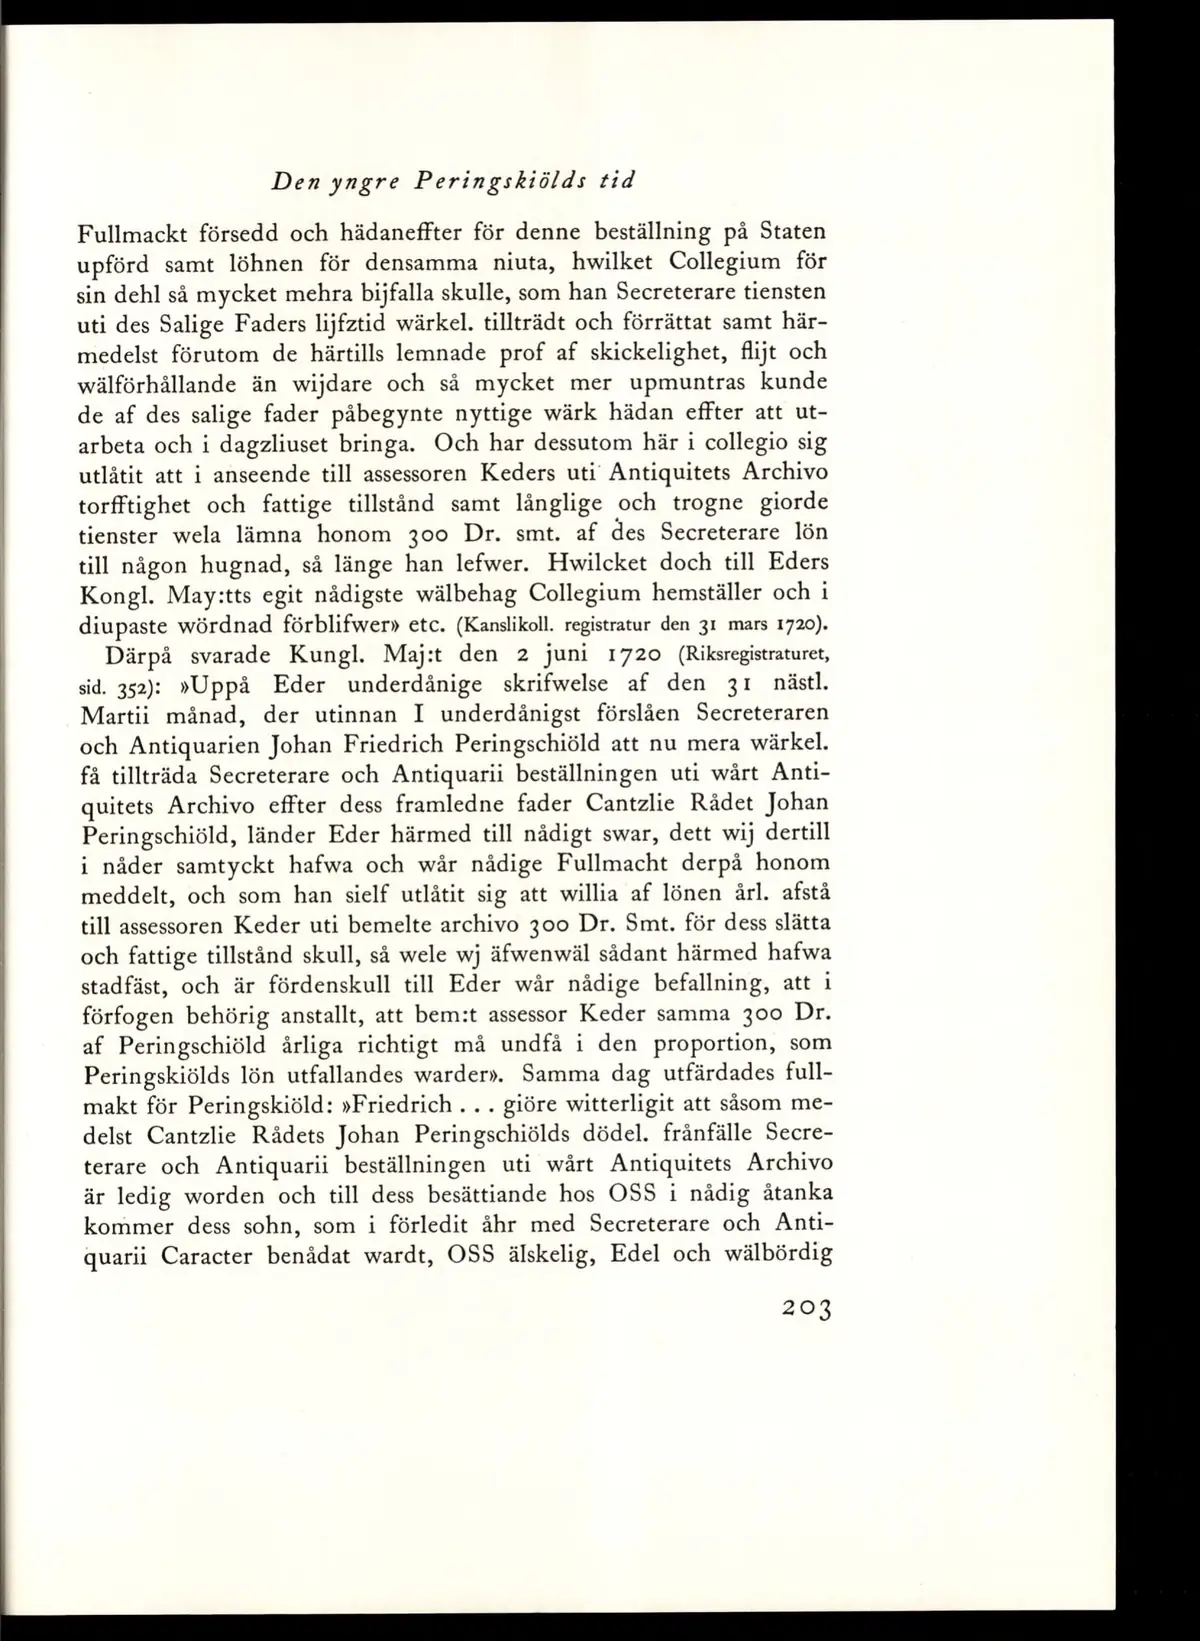 Den yngre Peringskiölds tid
Fullmackt försedd och hädaneffter för denne beställning på Staten
upförd samt löhnen för densamma niuta, hwilket Collegium för
sin dehl så mycket mehra bijfalla skulle, som han Secreterare tiensten
uti des Salige Faders lijfztid wärkel. tillträdt och förrättat samt här-
medelst förutom de härtills lemnade prof af skickelighet, flijt och
wälförhållande än wijdare och så mycket mer upmuntras kunde
de af des salige fader påbegynte nyttige wärk hädan effter att ut-
arbeta och i dagzliuset bringa. Och har dessutom här i collegio sig
utlåtit att i anseende till assessoren Keders uti Antiquitets Archivo
torfftighet och fattige tillstånd samt långlige och trogne giorde
tienster wela lämna honom 300 Dr. smt. af des Secreterare lön
till någon hugnad, så länge han lefwer. Hwilcket doch till Eders
Kongl. May:tts egit nådigste wälbehag Collegium hemställer och i
diupaste wördnad förblifwer» etc. (Kanslikoll. registratur den 31 mars 1720).
Därpå svarade Kungl. Maj:t den 2 juni 1720 (Riksregistraturet,
sid. 352): »Uppå Eder underdånige skrifwelse af den 31 nästl.
Martii månad, der utinnan I underdånigst förslåen Secreteraren
och Antiquarien Johan Friedrich Peringschiöld att nu mera wärkel.
få tillträda Secreterare och Antiquarii beställningen uti wårt Anti-
quitets Archivo effter dess framledne fader Cantzlie Rådet Johan
Peringschiöld, länder Eder härmed till nådigt swar, dett wij dertill
i nåder samtyckt hafwa och wår nådige Fullmacht derpå honom
meddelt, och som han sielf utlåtit sig att willia af lönen årl. afstå
till assessoren Keder uti bemelte archivo 300 Dr. Smt. för dess slätta
och fattige tillstånd skull, så wele wj äfwenwäl sådant härmed hafwa
stadfäst, och är fördenskull till Eder wår nådige befallning, att i
förfogen behörig anstallt, att bem:t assessor Keder samma 300 Dr.
af Peringschiöld årliga richtigt må undfå i den proportion, som
Peringskiölds lön utfallandes warder». Samma dag utfärdades full-
makt för Peringskiöld: »Friedrich . . . giöre witterligit att såsom me-
delst Cantzlie Rådets Johan Peringschiölds dödel. frånfälle Secre-
terare och Antiquarii beställningen uti wårt Antiquitets Archivo
är ledig worden och till dess besättiande hos OSS i nådig åtanka
kommer dess sohn, som i förledit åhr med Secreterare och Anti-
quarii Caracter benådat wardt, OSS älskelig, Edel och wälbördig
203